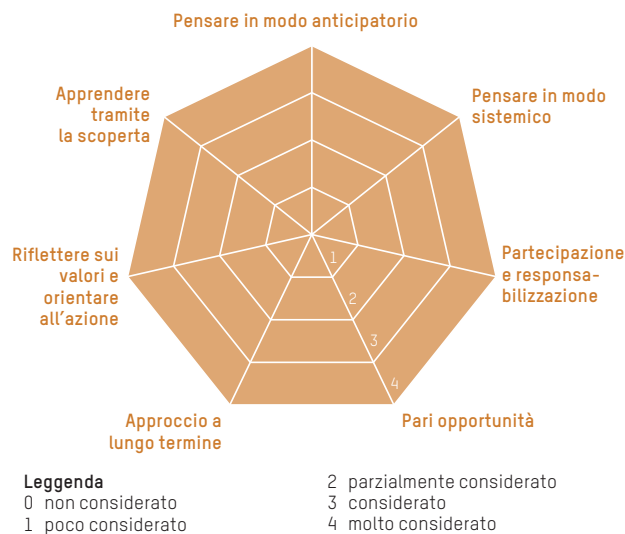 Pensare in modo anticipatorio
Apprendere
tramite
la scoperta
Pensare in modo
sistemico
Riflettere sui
valori e
orientare
all’azione
Partecipazione
e responsa-
bilizzazione
1
2
3
4
Approccio a
lungo termine
Pari opportunità
Leggenda
0 non considerato
1 poco considerato
2 parzialmente considerato
3 considerato
4 molto considerato